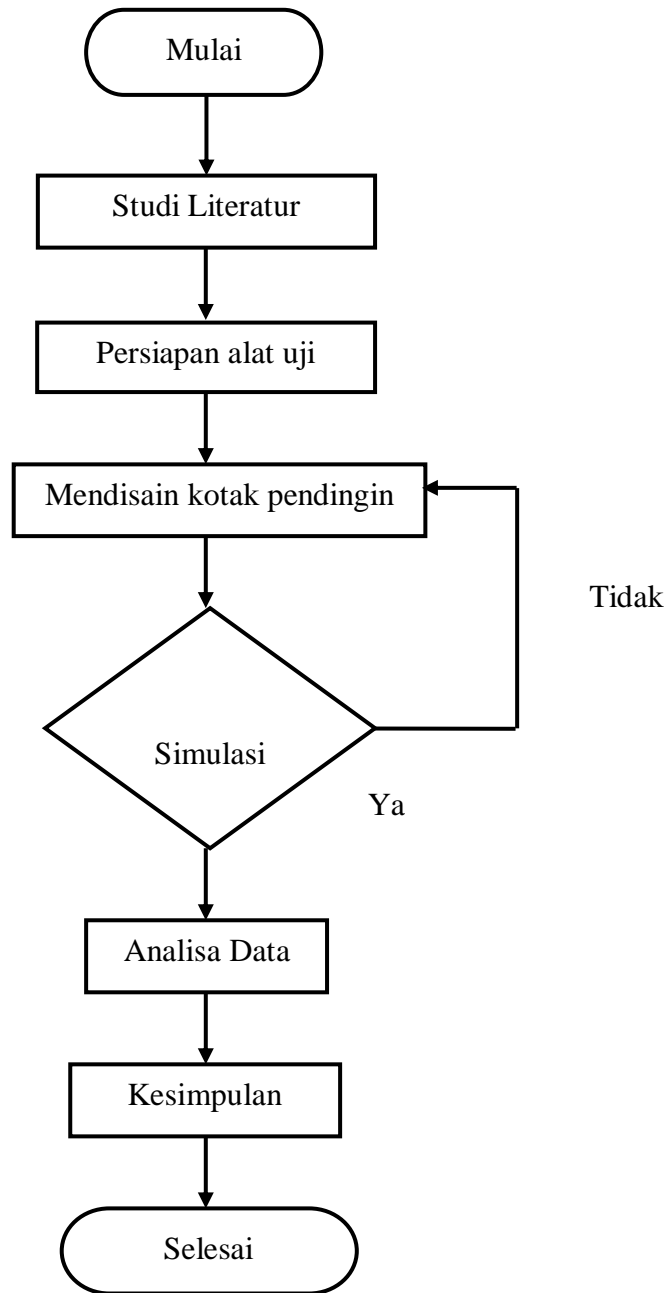 Mulai
Studi Literatur
Persiapan alat uji
Mendisain kotak pendingin
Tidak
Simulasi
Ya
Analisa Data
Kesimpulan
Selesai